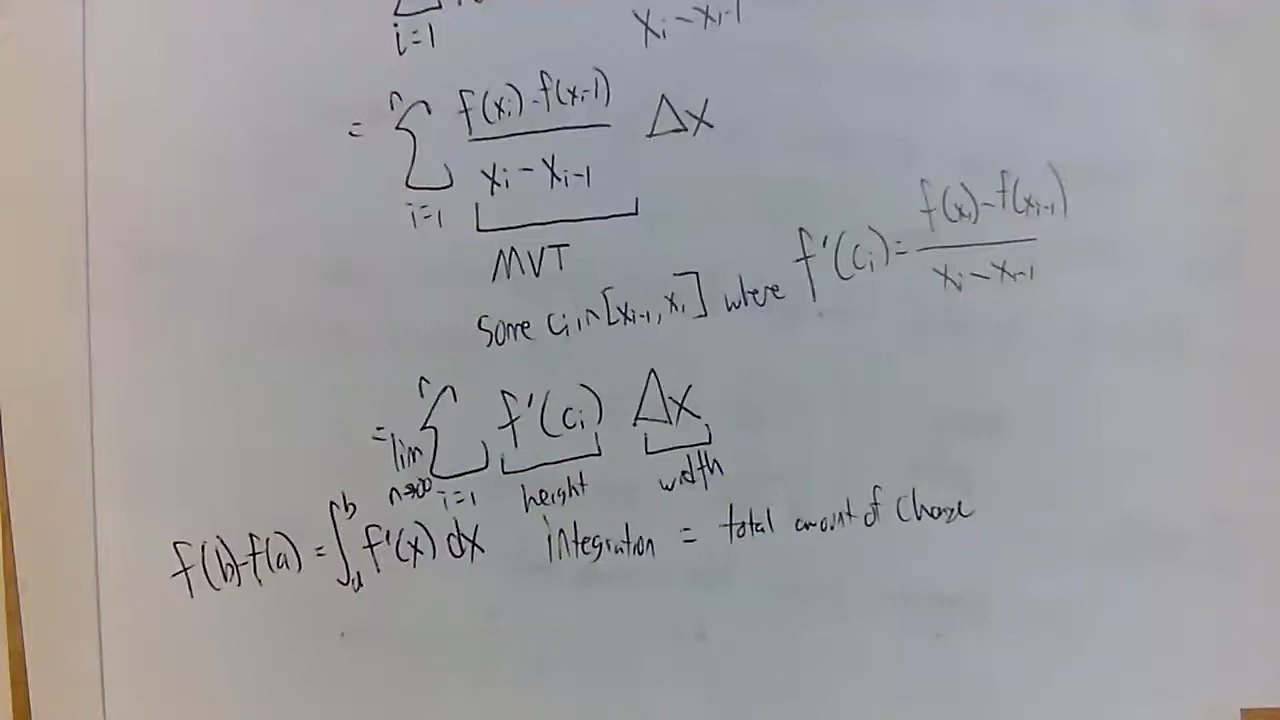 i=1 xᵢ - xᵢ₋₁
= ∑ⁿᵢ₌₁ (f(xᵢ) - f(xᵢ₋₁))/(xᵢ - xᵢ₋₁) Δx
MVT
Some cᵢ in [xᵢ₋₁, xᵢ] where f'(cᵢ) = (f(xᵢ) - f(xᵢ₋₁))/(xᵢ - xᵢ₋₁)
= lim n→∞ ∑ⁿᵢ₌₁ f'(cᵢ) Δx
height width
f(b)-f(a) = ∫ₐᵇ f'(x) dx integration = total amount of change